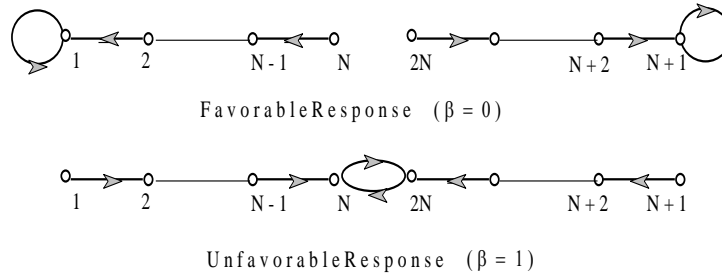 1 2 N-1 N 2N N+2 N+1
FavorableResponse (β=0)
1 2 N-1 N 2N N+2 N+1
UnfavorableResponse (β=1)